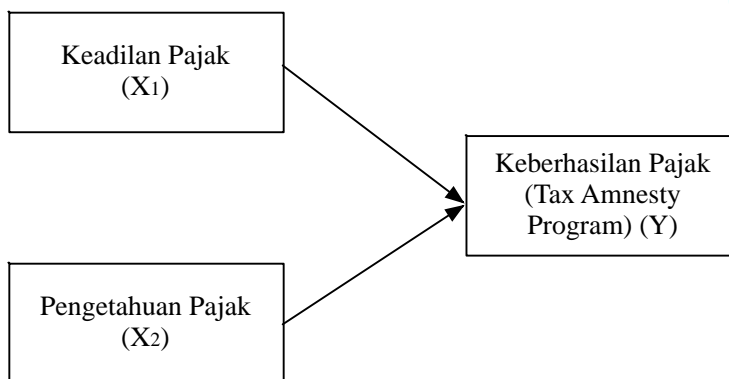 Keadilan Pajak
(X1)
Keberhasilan Pajak
(Tax Amnesty
Program) (Y)
Pengetahuan Pajak
(X2)